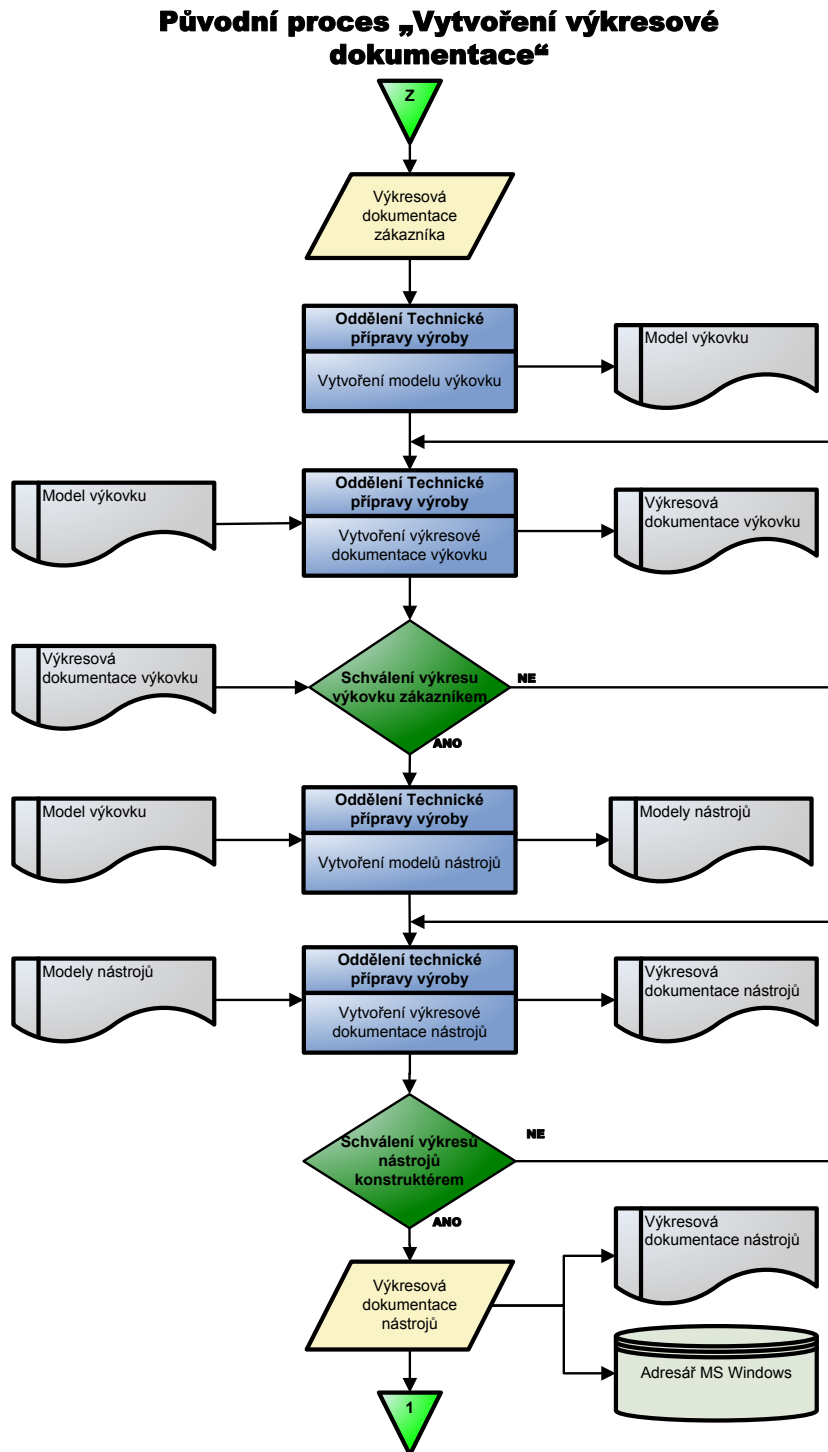 Původní proces „Vytvoření výkresové
dokumentace“
Z
Výkresová
dokumentace
zákazníka
Oddělení Technické
přípravy výroby
Vytvoření modelu výkovku
Model výkovku
Model výkovku
Oddělení Technické
přípravy výroby
Vytvoření výkresové
dokumentace výkovku
Výkresová
dokumentace výkovku
Výkresová
dokumentace výkovku
Schválení výkresu
výkovku zákazníkem
NE
ANO
Model výkovku
Oddělení Technické
přípravy výroby
Vytvoření modelů nástrojů
Modely nástrojů
Modely nástrojů
Oddělení technické
přípravy výroby
Vytvoření výkresové
dokumentace nástrojů
Výkresová
dokumentace nástrojů
Schválení výkresů
nástrojů
konstruktérem
NE
ANO
Výkresová
dokumentace
nástrojů
Výkresová
dokumentace nástrojů
Adresář MS Windows
1